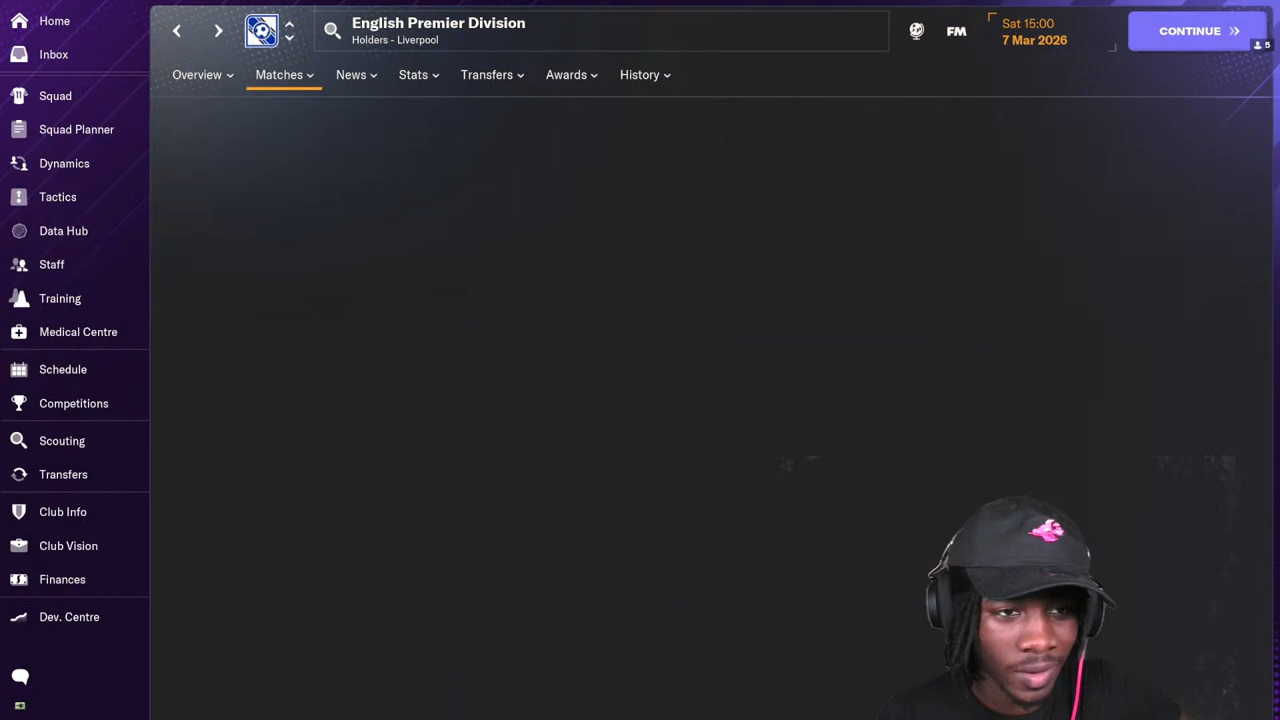 Home
Inbox
Squad
Squad Planner
Dynamics
Tactics
Data Hub
Staff
Training
Medical Centre
Schedule
Competitions
Scouting
Transfers
Club Info
Club Vision
Finances
Dev. Centre
English Premier Division
Holders - Liverpool
FM
Sat 15:00
7 Mar 2026
CONTINUE
5
Overview
Matches
News
Stats
Transfers
Awards
History
11